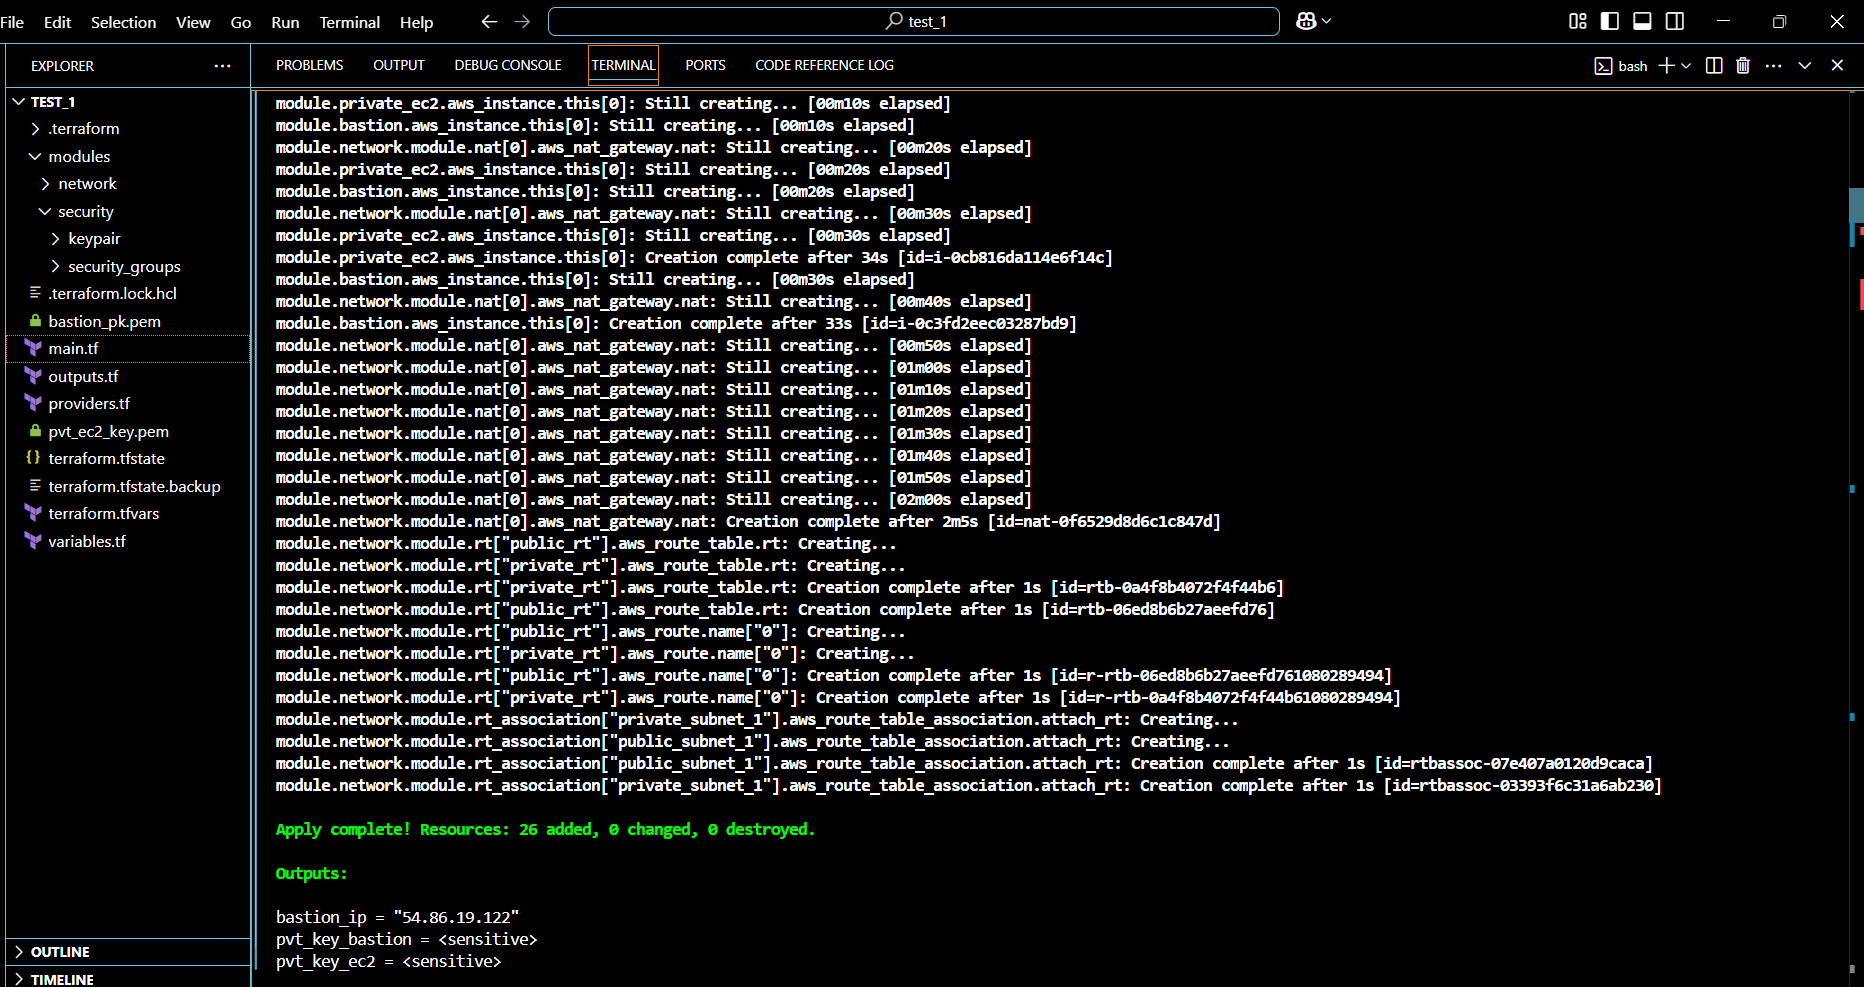 File Edit Selection View Go Run Terminal Help
test_1
EXPLORER
PROBLEMS OUTPUT DEBUG CONSOLE TERMINAL PORTS CODE REFERENCE LOG
bash
TEST_1
.terraform
modules
network
security
keypair
security_groups
.terraform.lock.hcl
bastion_pk.pem
main.tf
outputs.tf
providers.tf
pvt_ec2_key.pem
terraform.tfstate
terraform.tfstate.backup
terraform.tfvars
variables.tf
OUTLINE
TIMELINE
module.private_ec2.aws_instance.this[0]: Still creating... [00m10s elapsed]
module.bastion.aws_instance.this[0]: Still creating... [00m10s elapsed]
module.network.module.nat[0].aws_nat_gateway.nat: Still creating... [00m20s elapsed]
module.private_ec2.aws_instance.this[0]: Still creating... [00m20s elapsed]
module.bastion.aws_instance.this[0]: Still creating... [00m20s elapsed]
module.network.module.nat[0].aws_nat_gateway.nat: Still creating... [00m30s elapsed]
module.private_ec2.aws_instance.this[0]: Still creating... [00m30s elapsed]
module.private_ec2.aws_instance.this[0]: Creation complete after 34s [id=i-0cb816da114e6f14c]
module.bastion.aws_instance.this[0]: Still creating... [00m30s elapsed]
module.network.module.nat[0].aws_nat_gateway.nat: Still creating... [00m40s elapsed]
module.bastion.aws_instance.this[0]: Creation complete after 33s [id=i-0c3fd2eec03287bd9]
module.network.module.nat[0].aws_nat_gateway.nat: Still creating... [00m50s elapsed]
module.network.module.nat[0].aws_nat_gateway.nat: Still creating... [01m00s elapsed]
module.network.module.nat[0].aws_nat_gateway.nat: Still creating... [01m10s elapsed]
module.network.module.nat[0].aws_nat_gateway.nat: Still creating... [01m20s elapsed]
module.network.module.nat[0].aws_nat_gateway.nat: Still creating... [01m30s elapsed]
module.network.module.nat[0].aws_nat_gateway.nat: Still creating... [01m40s elapsed]
module.network.module.nat[0].aws_nat_gateway.nat: Still creating... [01m50s elapsed]
module.network.module.nat[0].aws_nat_gateway.nat: Still creating... [02m00s elapsed]
module.network.module.nat[0].aws_nat_gateway.nat: Creation complete after 2m5s [id=nat-0f6529d8d6c1c847d]
module.network.module.rt["public_rt"].aws_route_table.rt: Creating...
module.network.module.rt["private_rt"].aws_route_table.rt: Creating...
module.network.module.rt["private_rt"].aws_route_table.rt: Creation complete after 1s [id=rtb-0a4f8b4072f4f44b6]
module.network.module.rt["public_rt"].aws_route_table.rt: Creation complete after 1s [id=rtb-06ed8b6b27aeefd76]
module.network.module.rt["public_rt"].aws_route.name["0"]: Creating...
module.network.module.rt["private_rt"].aws_route.name["0"]: Creating...
module.network.module.rt["public_rt"].aws_route.name["0"]: Creation complete after 1s [id=r-rtb-06ed8b6b27aeefd761080289494]
module.network.module.rt["private_rt"].aws_route.name["0"]: Creation complete after 1s [id=r-rtb-0a4f8b4072f4f44b61080289494]
module.network.module.rt_association["private_subnet_1"].aws_route_table_association.attach_rt: Creating...
module.network.module.rt_association["public_subnet_1"].aws_route_table_association.attach_rt: Creating...
module.network.module.rt_association["public_subnet_1"].aws_route_table_association.attach_rt: Creation complete after 1s [id=rtbassoc-07e407a0120d9caca]
module.network.module.rt_association["private_subnet_1"].aws_route_table_association.attach_rt: Creation complete after 1s [id=rtbassoc-03393f6c31a6ab230]
Apply complete! Resources: 26 added, 0 changed, 0 destroyed.
Outputs:
bastion_ip = "54.86.19.122"
pvt_key_bastion = <sensitive>
pvt_key_ec2 = <sensitive>